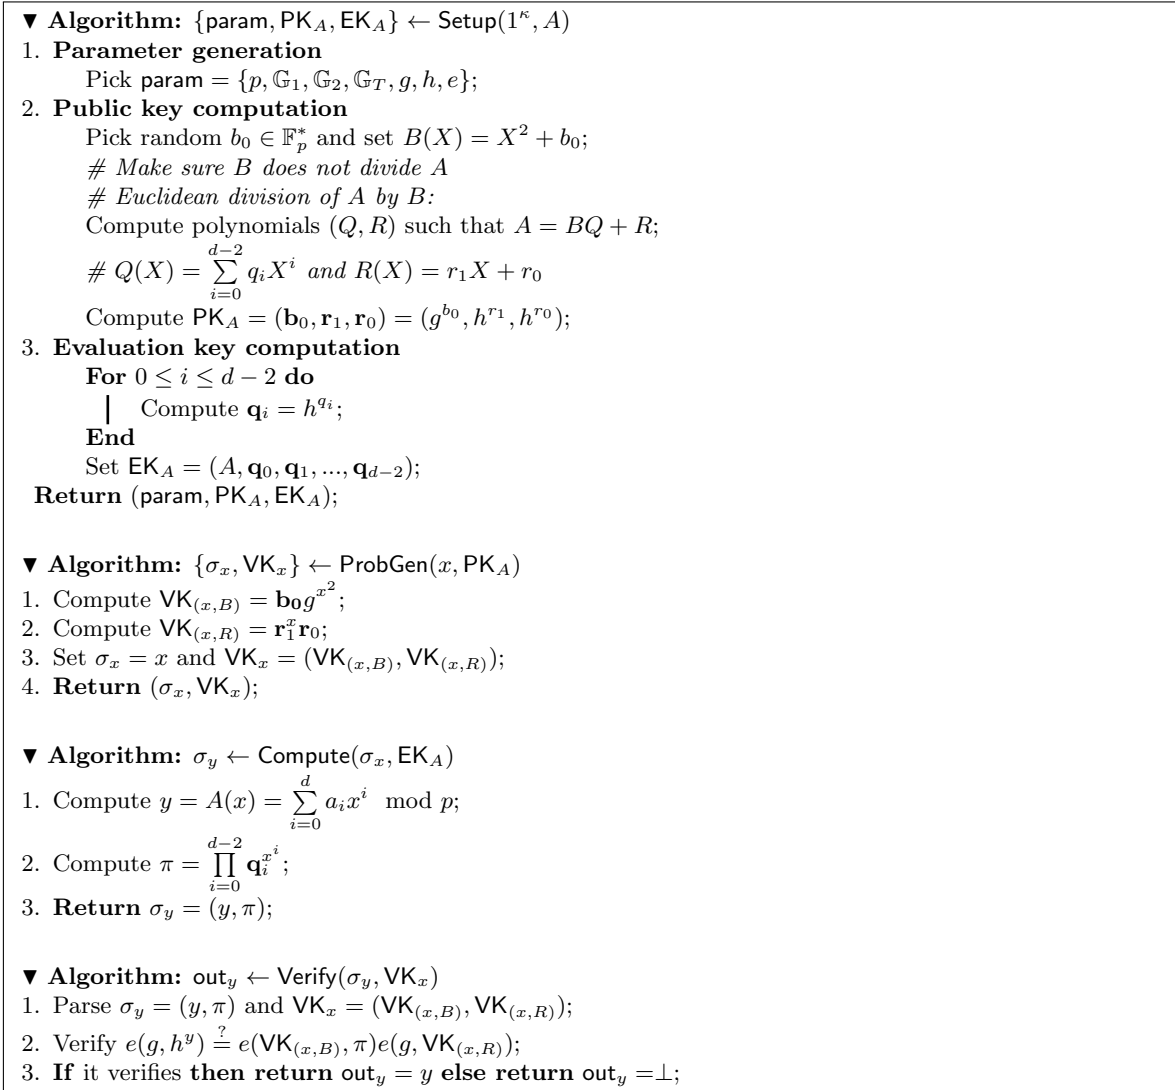 ▼ Algorithm: {param, PK_A, EK_A} ← Setup(1^κ, A)
1. Parameter generation
Pick param = {p, 𝔾_1, 𝔾_2, 𝔾_T, g, h, e};
2. Public key computation
Pick random b_0 ∈ 𝔽_p^* and set B(X) = X^2 + b_0;
# Make sure B does not divide A
# Euclidean division of A by B:
Compute polynomials (Q, R) such that A = BQ + R;
# Q(X) = ∑_{i=0}^{d−2} q_i X^i and R(X) = r_1 X + r_0
Compute PK_A = (b_0, r_1, r_0) = (g^{b_0}, h^{r_1}, h^{r_0});
3. Evaluation key computation
For 0 ≤ i ≤ d − 2 do
Compute q_i = h^{q_i};
End
Set EK_A = (A, q_0, q_1, ..., q_{d−2});
Return (param, PK_A, EK_A);
▼ Algorithm: {σ_x, VK_x} ← ProbGen(x, PK_A)
1. Compute VK_{(x,B)} = b_0 g^{x^2};
2. Compute VK_{(x,R)} = r_1^x r_0;
3. Set σ_x = x and VK_x = (VK_{(x,B)}, VK_{(x,R)});
4. Return (σ_x, VK_x);
▼ Algorithm: σ_y ← Compute(σ_x, EK_A)
1. Compute y = A(x) = ∑_{i=0}^{d} a_i x^i mod p;
2. Compute π = ∏_{i=0}^{d−2} q_i^{x^i};
3. Return σ_y = (y, π);
▼ Algorithm: out_y ← Verify(σ_y, VK_x)
1. Parse σ_y = (y, π) and VK_x = (VK_{(x,B)}, VK_{(x,R)});
2. Verify e(g, h^y) ≟ e(VK_{(x,B)}, π)e(g, VK_{(x,R)});
3. If it verifies then return out_y = y else return out_y =⊥;